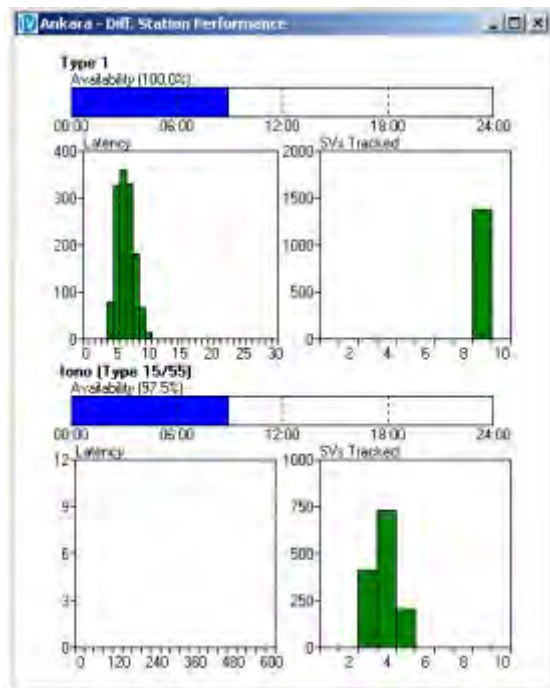 Ankara - Diff. Station Performance
Type 1
Availability (100.0%)
00:00 06:00 12:00 18:00 24:00
Latency
400
300
200
100
0
0 5 10 15 20 25 30
SVs Tracked
2000
1500
1000
500
0
2 4 6 8 10
Iono (Type 15/55)
Availability (97.5%)
00:00 06:00 12:00 18:00 24:00
Latency
12
9
6
3
0
0 120 240 360 480 600
SVs Tracked
1000
750
500
250
0
2 4 6 8 10